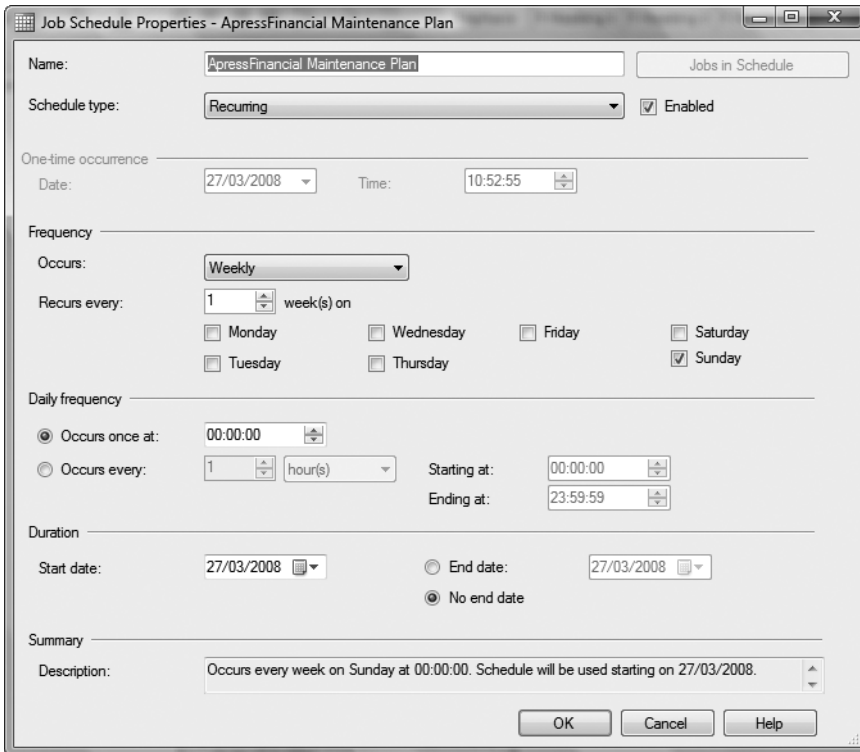 Job Schedule Properties - ApressFinancial Maintenance Plan
Name: ApressFinancial Maintenance Plan Jobs in Schedule
Schedule type: Recurring Enabled
One-time occurrence
Date: 27/03/2008 Time: 10:52:55
Frequency
Occurs: Weekly
Recurs every: 1 week(s) on
Monday Wednesday Friday Saturday
Tuesday Thursday Sunday
Daily frequency
Occurs once at: 00:00:00
Occurs every: 1 hour(s) Starting at: 00:00:00
Ending at: 23:59:59
Duration
Start date: 27/03/2008 End date: 27/03/2008
No end date
Summary
Description: Occurs every week on Sunday at 00:00:00. Schedule will be used starting on 27/03/2008.
OK Cancel Help